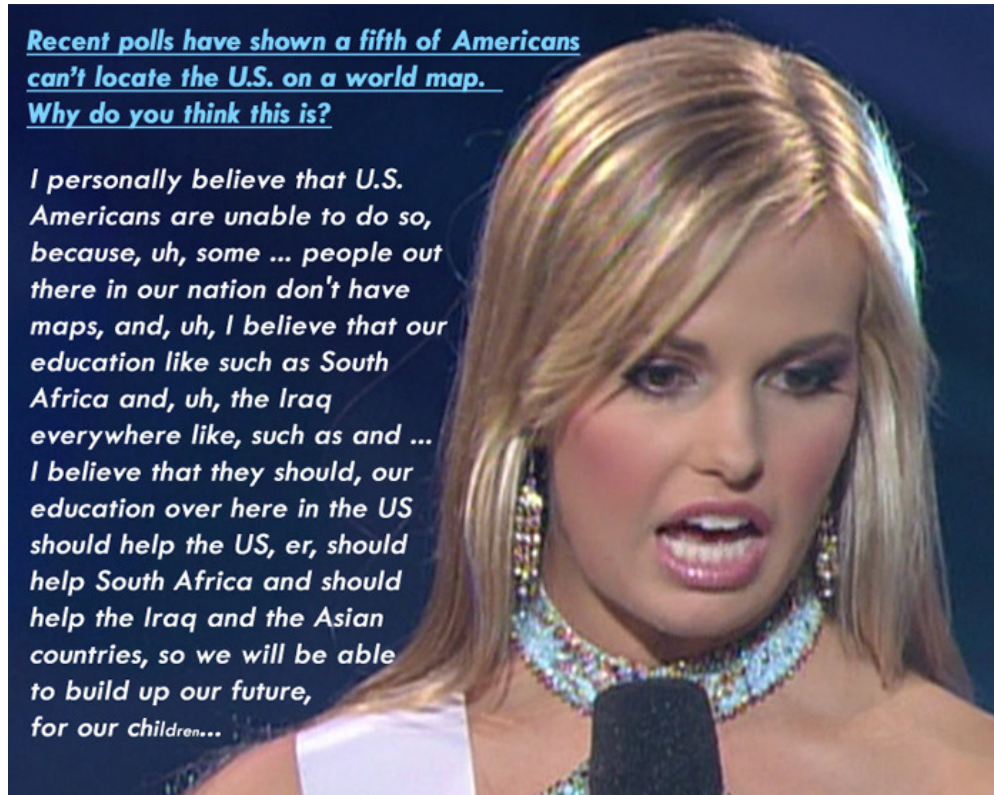 Recent polls have shown a fifth of Americans
can't locate the U.S. on a world map.
Why do you think this is?
I personally believe that U.S.
Americans are unable to do so,
because, uh, some ... people out
there in our nation don't have
maps, and, uh, I believe that our
education like such as South
Africa and, uh, the Iraq
everywhere like, such as and ...
I believe that they should, our
education over here in the US
should help the US, er, should
help South Africa and should
help the Iraq and the Asian
countries, so we will be able
to build up our future,
for our children...